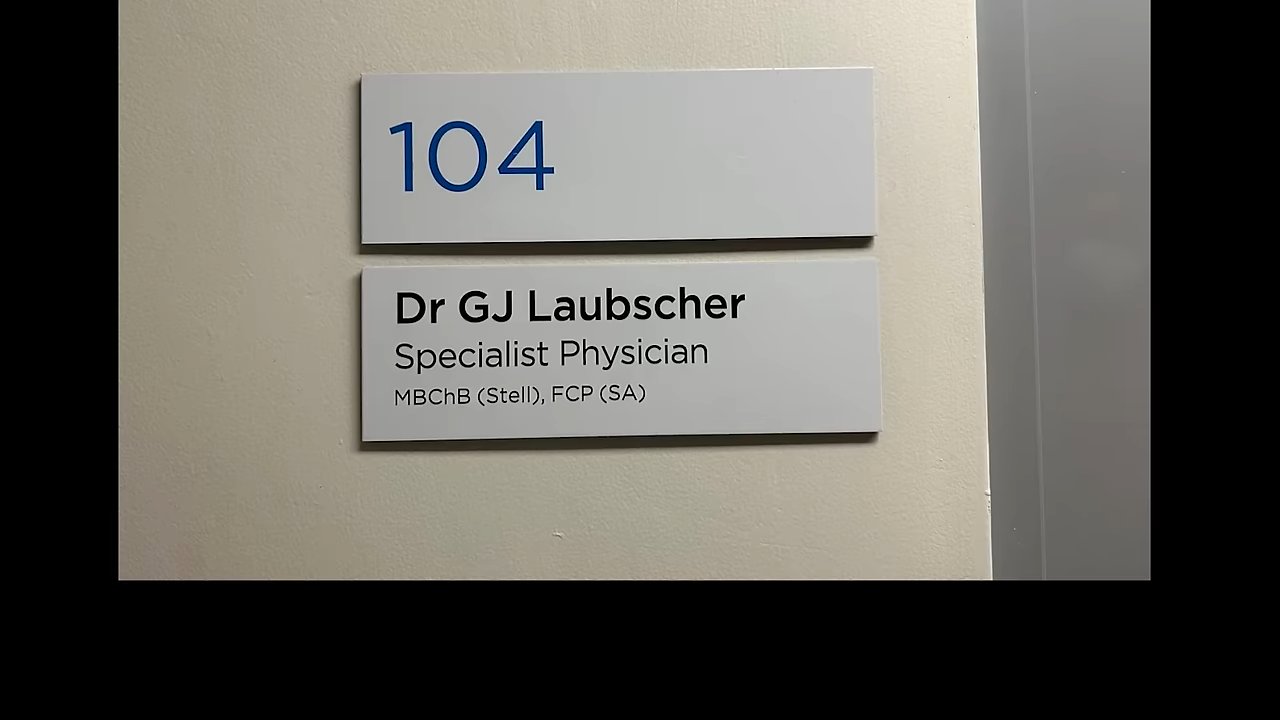 104
Dr GJ Laubscher
Specialist Physician
MBChB (Stell), FCP (SA)